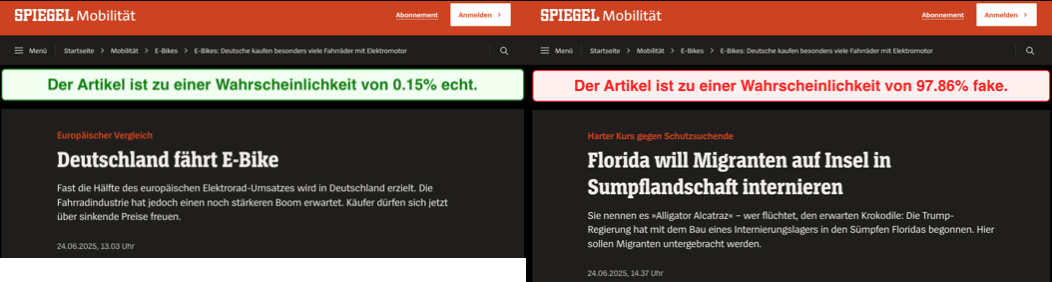 SPIEGEL Mobilität
Abonnement
Anmelden
Menü Startseite Mobilität E-Bikes E-Bikes: Deutsche kaufen besonders viele Fahrräder mit Elektromotor
Der Artikel ist zu einer Wahrscheinlichkeit von 0.15% echt.
Europäischer Vergleich
Deutschland fährt E-Bike
Fast die Hälfte des europäischen Elektrorad-Umsatzes wird in Deutschland erzielt. Die
Fahrradindustrie hat jedoch einen noch stärkeren Boom erwartet. Käufer dürfen sich jetzt
über sinkende Preise freuen.
24.06.2025, 13.03 Uhr
SPIEGEL Mobilität
Abonnement
Anmelden
Menü Startseite Mobilität E-Bikes E-Bikes: Deutsche kaufen besonders viele Fahrräder mit Elektromotor
Der Artikel ist zu einer Wahrscheinlichkeit von 97.86% fake.
Harter Kurs gegen Schutzsuchende
Florida will Migranten auf Insel in
Sumpflandschaft internieren
Sie nennen es »Alligator Alcatraz« – wer flüchtet, den erwarten Krokodile: Die Trump-
Regierung hat mit dem Bau eines Internierungslagers in den Sümpfen Floridas begonnen. Hier
sollen Migranten untergebracht werden.
24.06.2025, 14.37 Uhr